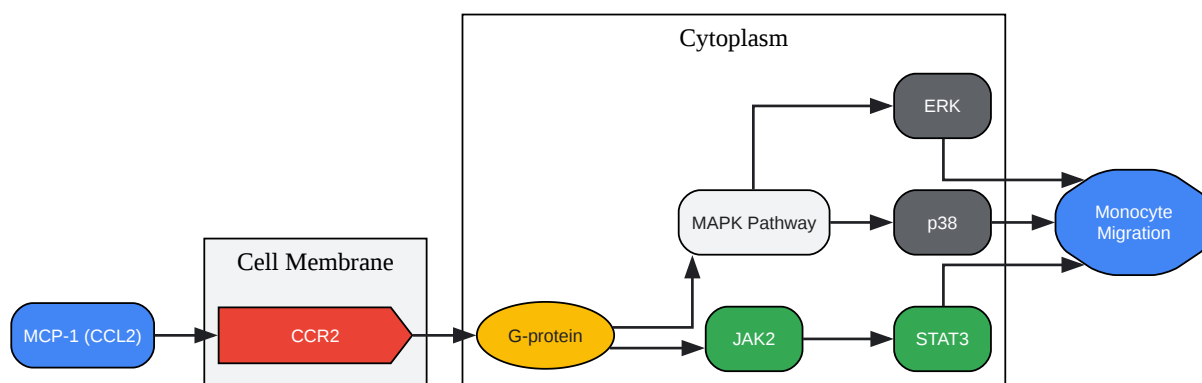 Cytoplasm
ERK
MAPK Pathway
p38
Monocyte
Migration
Cell Membrane
MCP-1 (CCL2)
CCR2
G-protein
JAK2
STAT3